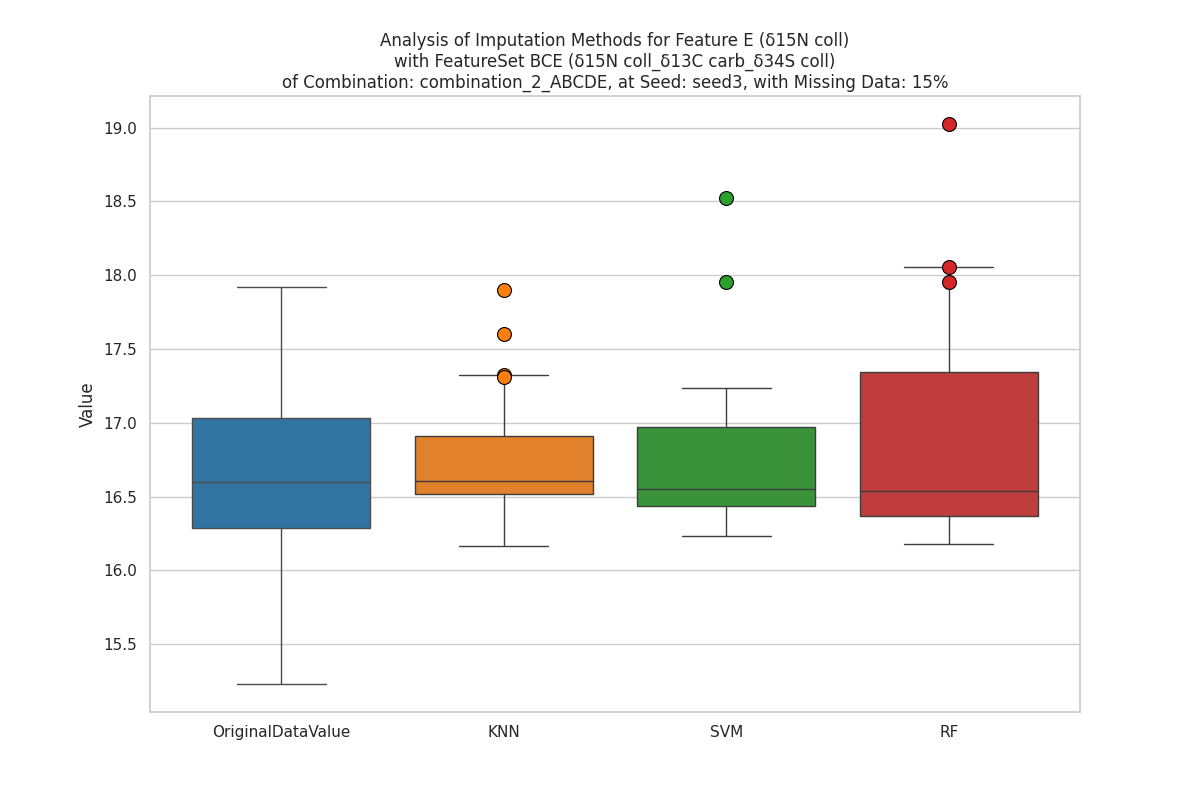 Analysis of Imputation Methods for Feature E (δ15N coll)
with FeatureSet BCE (δ15N coll_δ13C carb_δ34S coll)
of Combination: combination_2_ABCDE, at Seed: seed3, with Missing Data: 15%
19.0
18.5
18.0
17.5
17.0
16.5
16.0
15.5
Value
OriginalDataValue KNN SVM RF